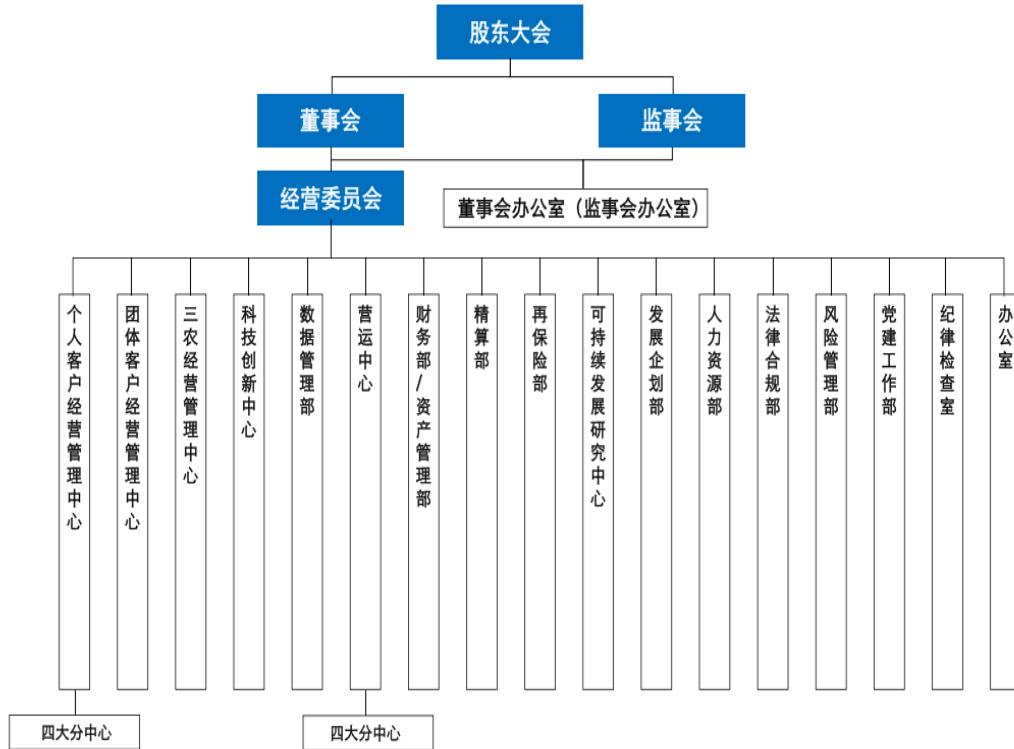 股东大会
董事会
监事会
经营委员会
董事会办公室（监事会办公室）
个人客户经营管理中心
团体客户经营管理中心
三农经营管理中心
科技创新中心
数据管理部
营运中心
财务部/资产管理部
精算部
再保险部
可持续发展研究中心
发展企划部
人力资源部
法律合规部
风险管理部
党建工作部
纪律检查室
办公室
四大分中心
四大分中心